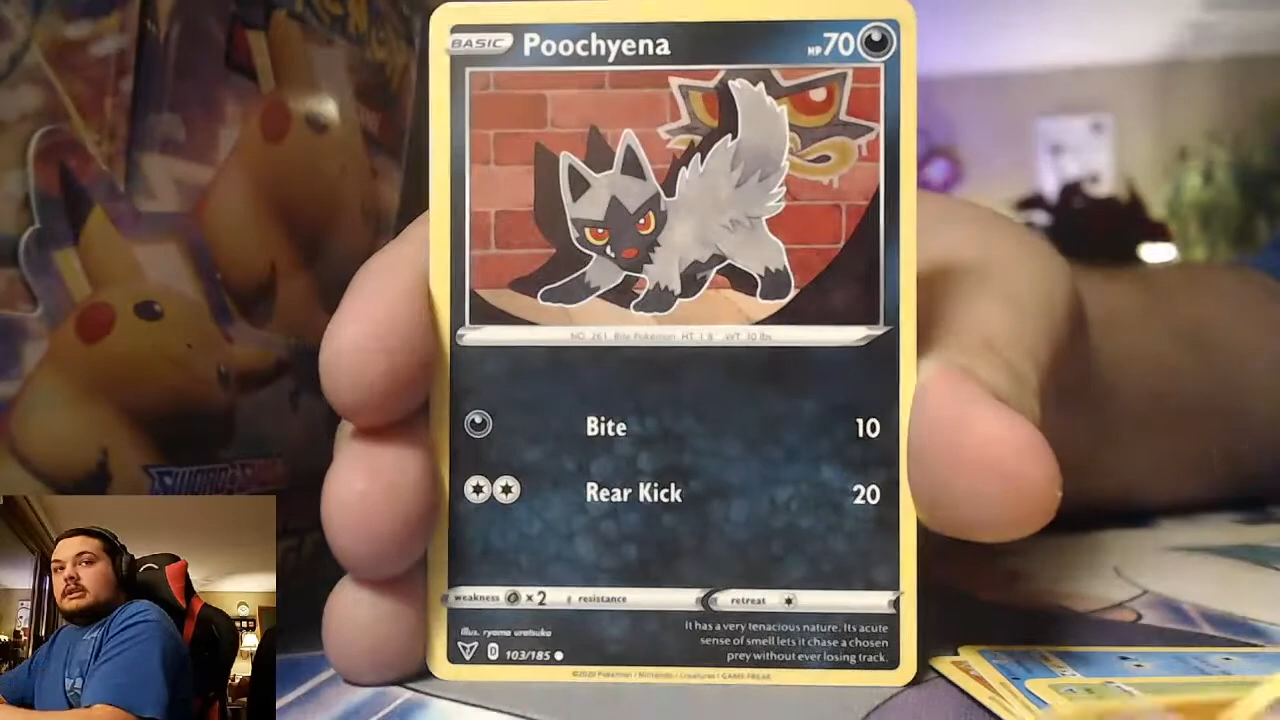 BASIC Poochyena HP 70
NO. 261 Bite Pokémon HT: 1'8" WT: 30 lbs
Bite 10
Rear Kick 20
weakness ×2 resistance retreat
Illus. ryoma uratsuka
D 103/185
It has a very tenacious nature. Its acute
sense of smell lets it chase a chosen
prey without ever losing track.
©2020 Pokémon / Nintendo / Creatures / GAME FREAK